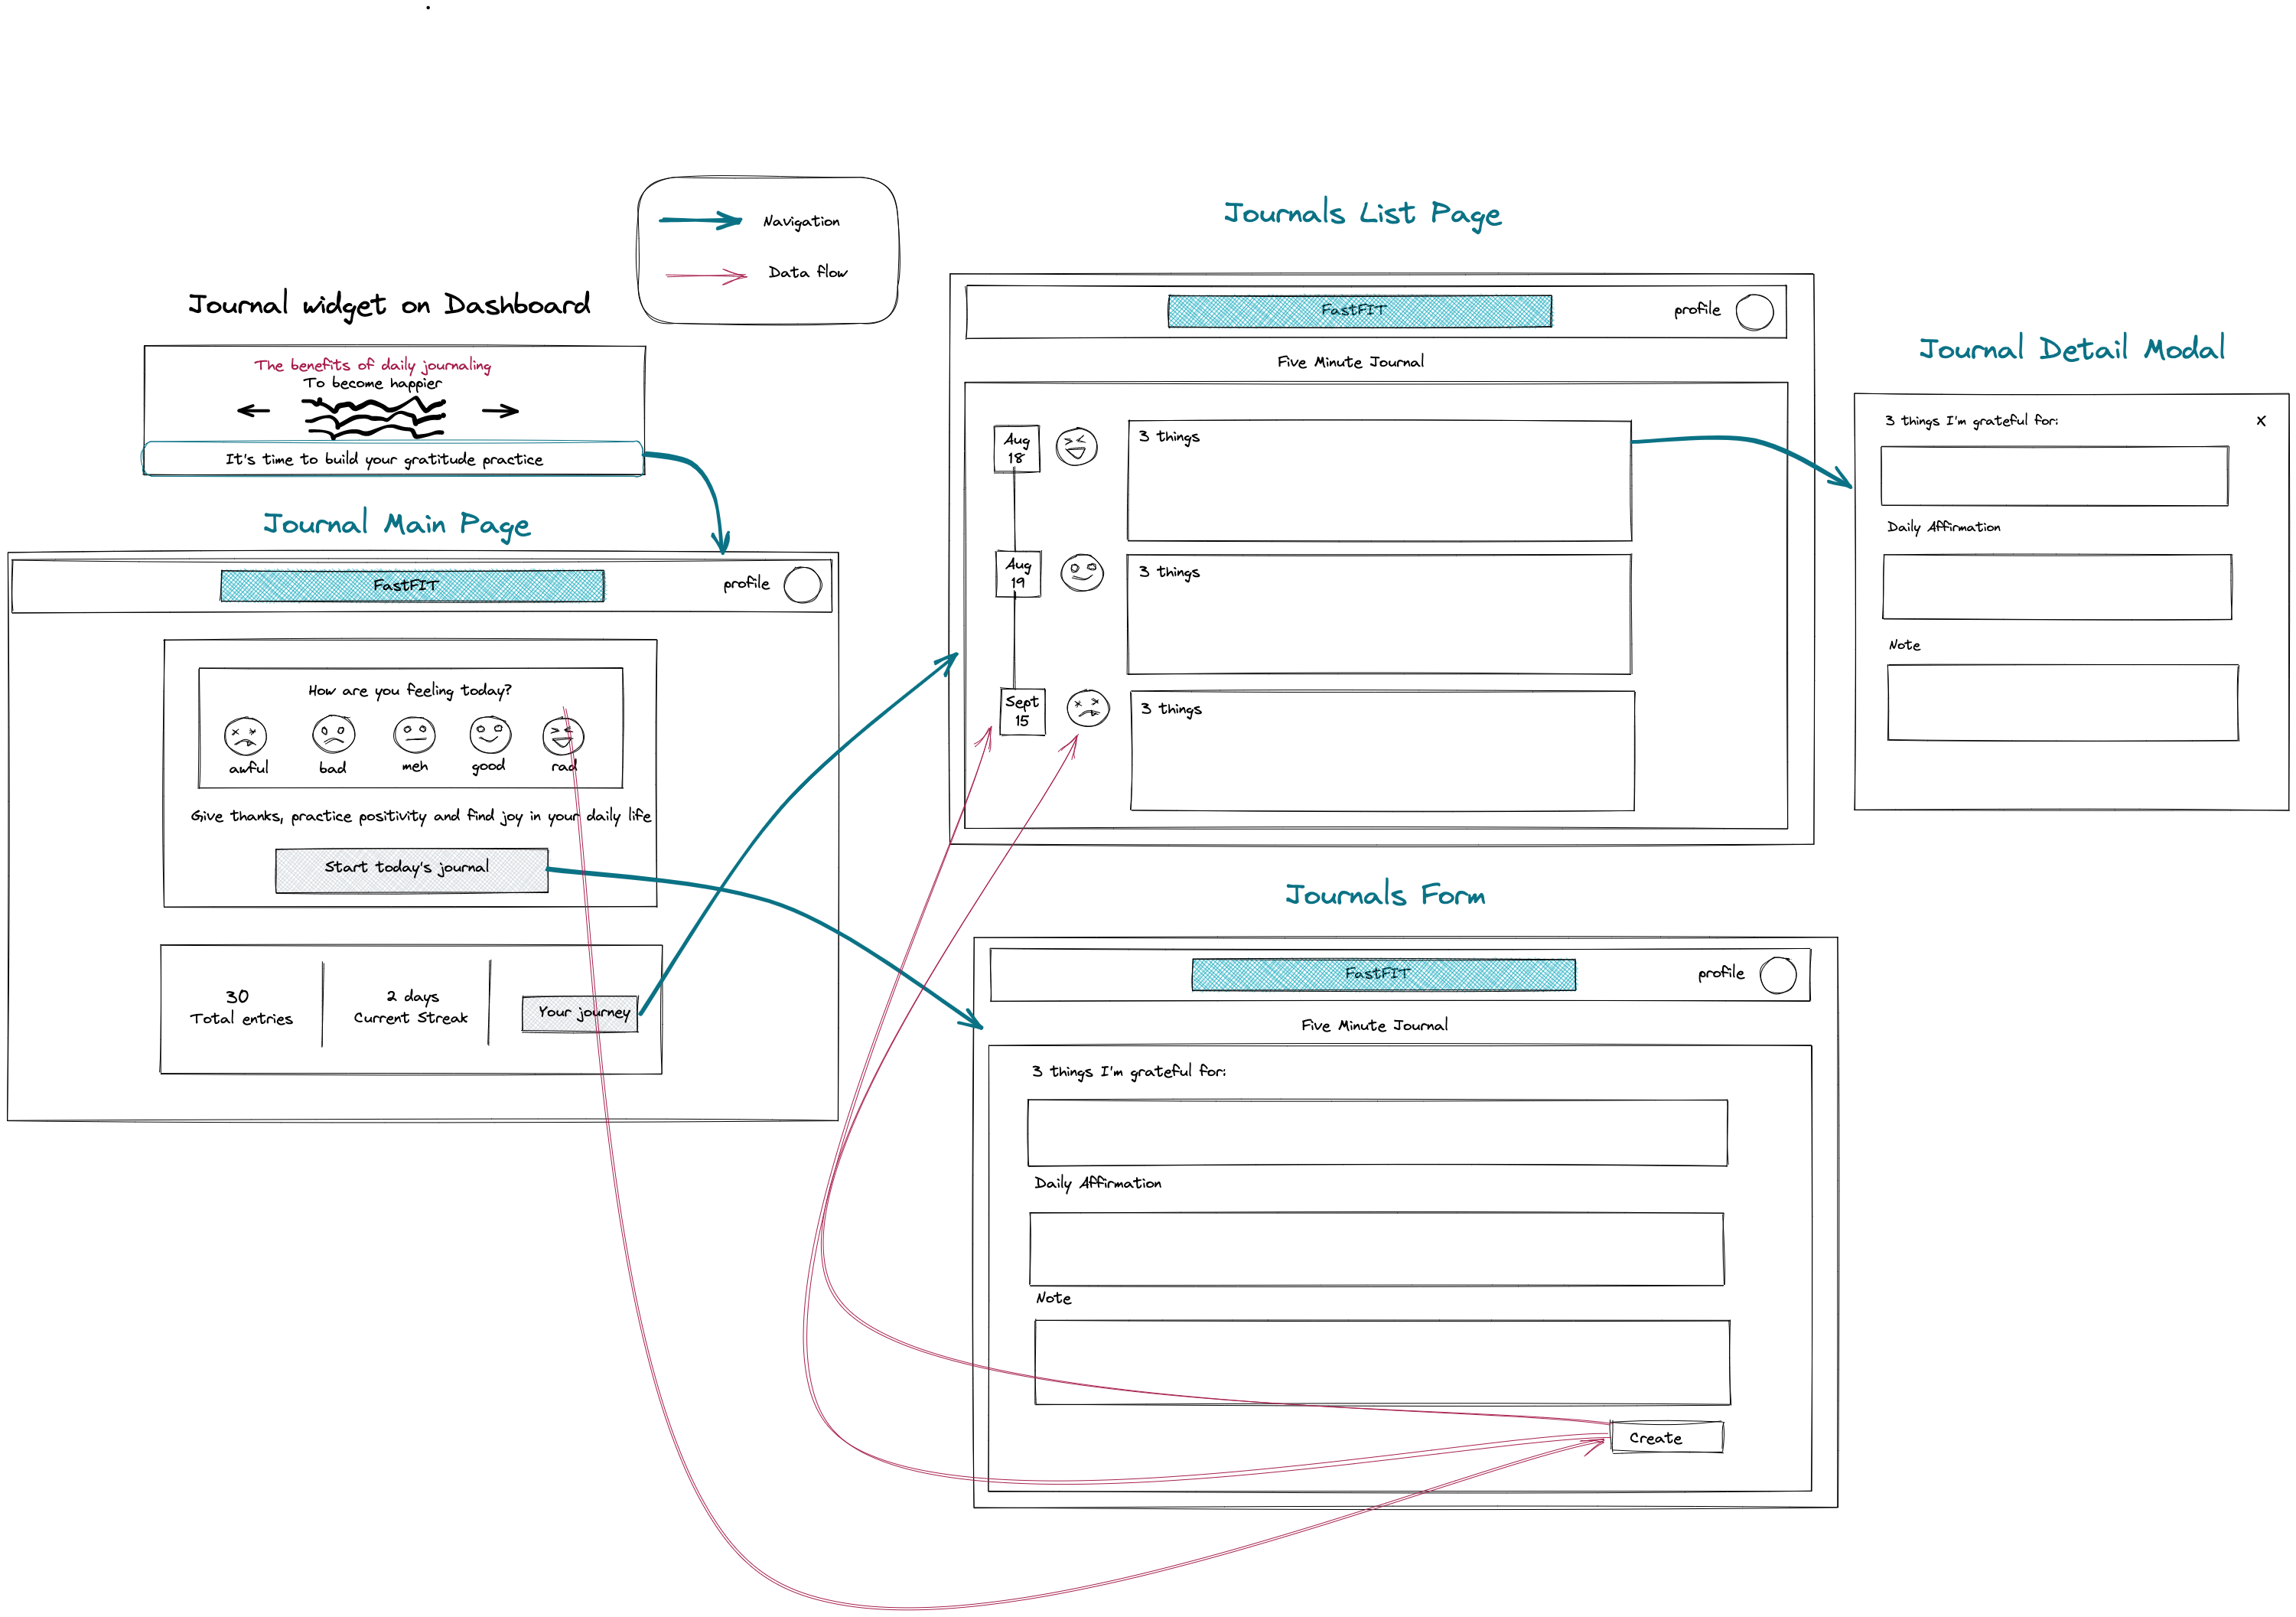 Navigation
Data flow
Journal widget on Dashboard
The benefits of daily journaling
To become happier
It's time to build your gratitude practice
Journal Main Page
FastFIT
profile
How are you feeling today?
awful bad meh good rad
Give thanks, practice positivity and find joy in your daily life
Start today's journal
30
Total entries
2 days
Current Streak
Your journey
Journals List Page
FastFIT
profile
Five Minute Journal
Aug
18
3 things
Aug
19
3 things
Sept
15
3 things
Journal Detail Modal
3 things I'm grateful for:
x
Daily Affirmation
Note
Journals Form
FastFIT
profile
Five Minute Journal
3 things I'm grateful for:
Daily Affirmation
Note
Create